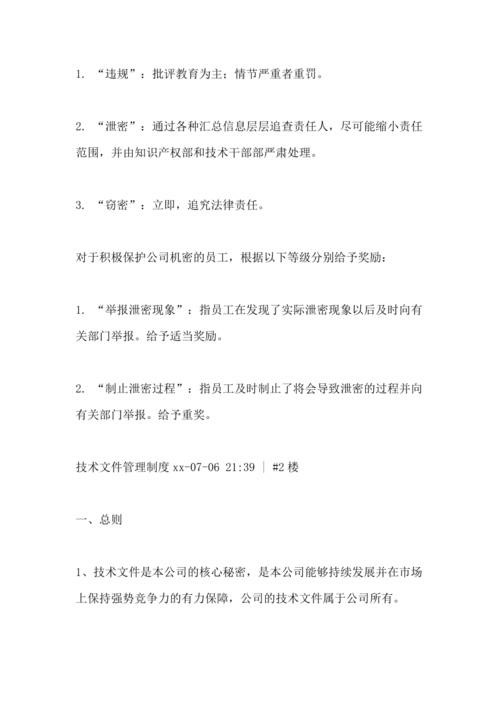 1. “违规”：批评教育为主；情节严重者重罚。
2. “泄密”：通过各种汇总信息层层追查责任人，尽可能缩小责任
范围，并由知识产权部和技术干部部严肃处理。
3. “窃密”：立即，追究法律责任。
对于积极保护公司机密的员工，根据以下等级分别给予奖励：
1. “举报泄密现象”：指员工在发现了实际泄密现象以后及时向有
关部门举报。给予适当奖励。
2. “制止泄密过程”：指员工及时制止了将会导致泄密的过程并向
有关部门举报。给予重奖。
技术文件管理制度xx-07-06 21:39 | #2楼
一、总则
1、技术文件是本公司的核心秘密，是本公司能够持续发展并在市场
上保持强势竞争力的有力保障，公司的技术文件属于公司所有。